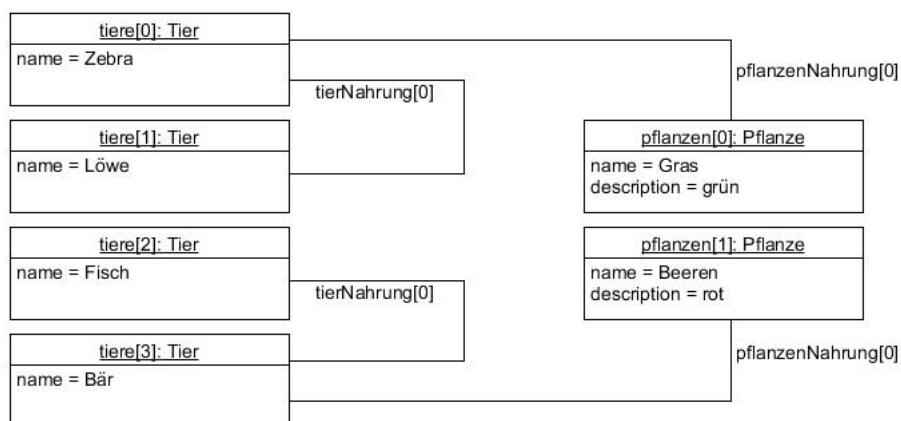 tiere[0]: Tier
name = Zebra
pflanzenNahrung[0]
tierNahrung[0]
tiere[1]: Tier
name = Löwe
pflanzen[0]: Pflanze
name = Gras
description = grün
tiere[2]: Tier
name = Fisch
pflanzen[1]: Pflanze
name = Beeren
description = rot
tierNahrung[0]
tiere[3]: Tier
name = Bär
pflanzenNahrung[0]